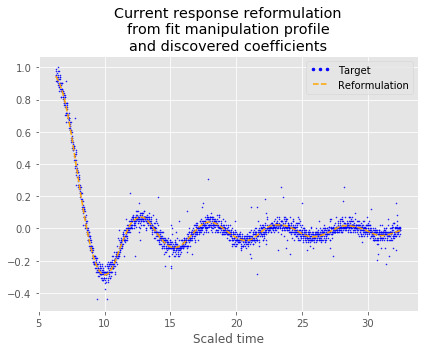 Current response reformulation
from fit manipulation profile
and discovered coefficients
Target
Reformulation
1.0
0.8
0.6
0.4
0.2
0.0
−0.2
−0.4
5 10 15 20 25 30
Scaled time